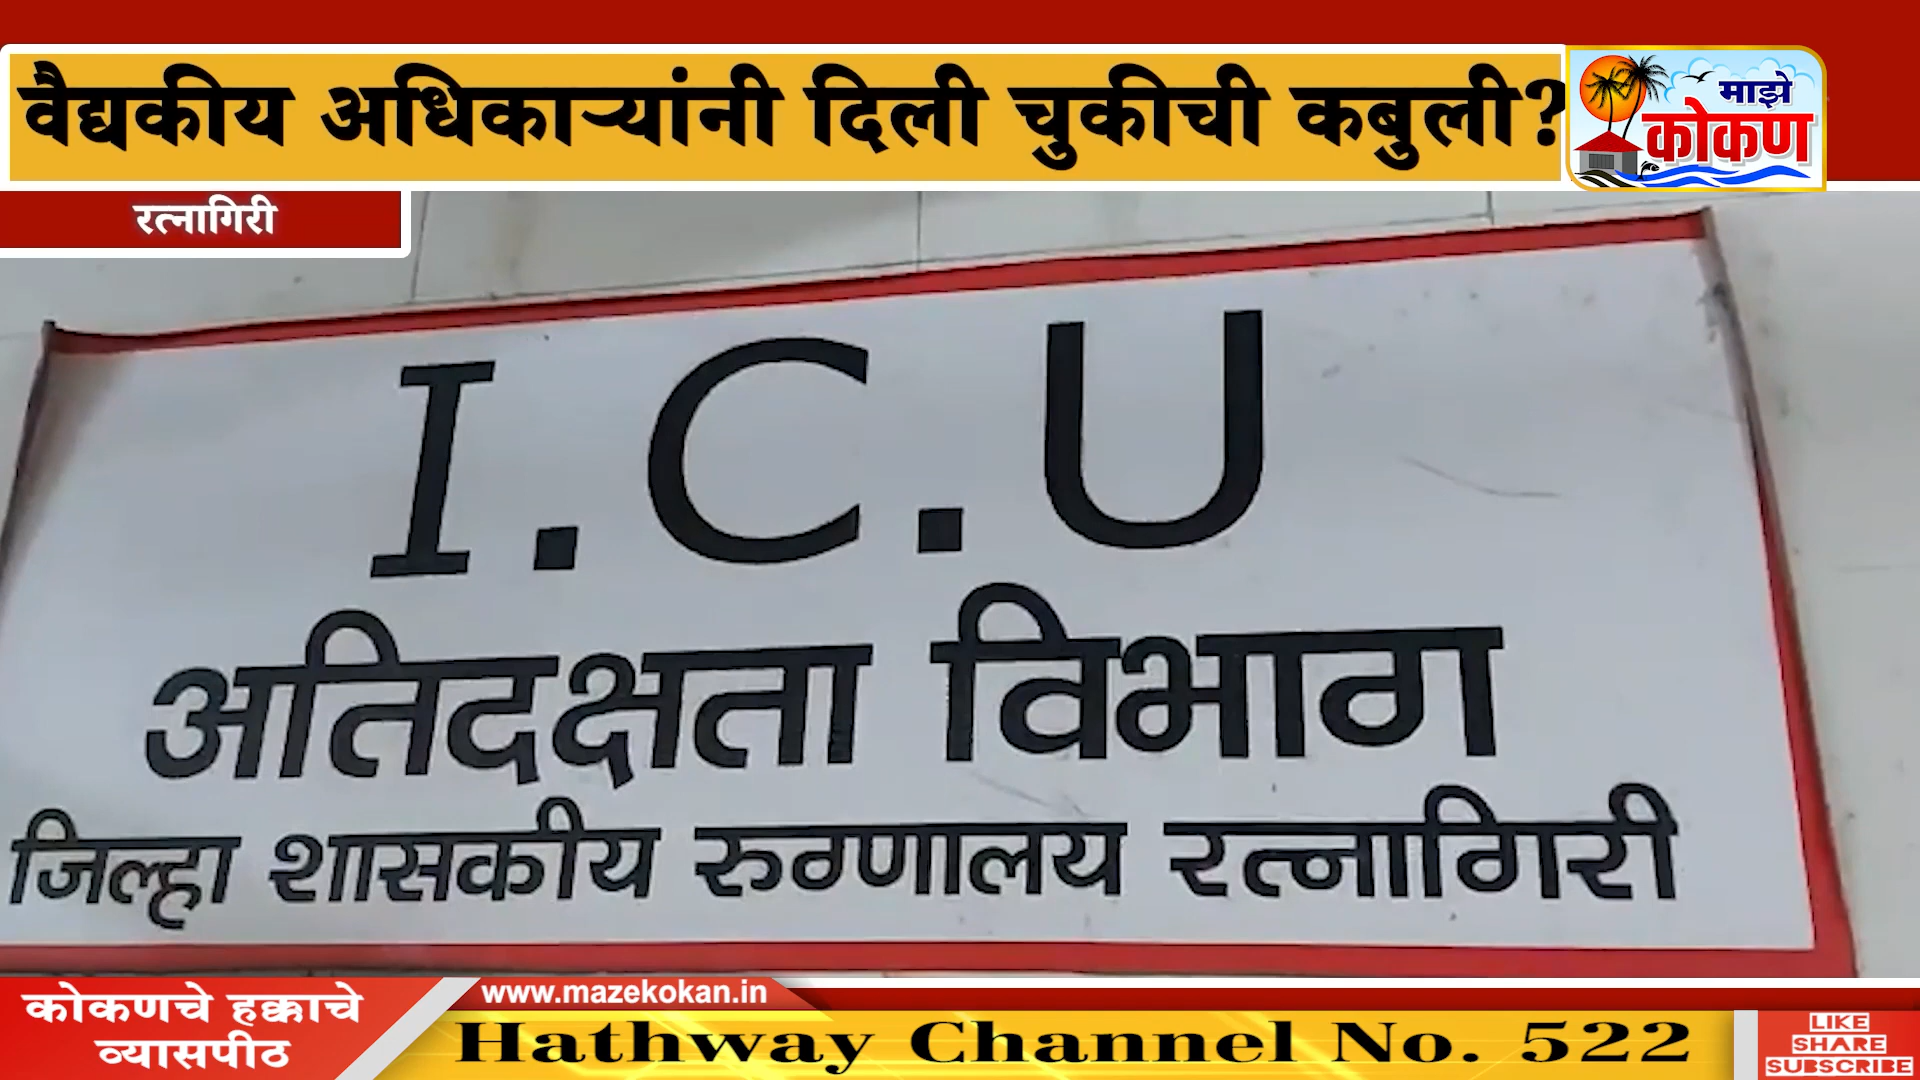 वैद्यकीय अधिकाऱ्यांनी दिली चुकीची कबुली?
माझे
कोकण
रत्नागिरी
I.C.U
अतिदक्षता विभाग
जिल्हा शासकीय रुग्णालय रत्नागिरी
कोकणचे हक्काचे
व्यासपीठ
www.mazekokan.in
Hathway Channel No. 522
LIKE
SHARE
SUBSCRIBE